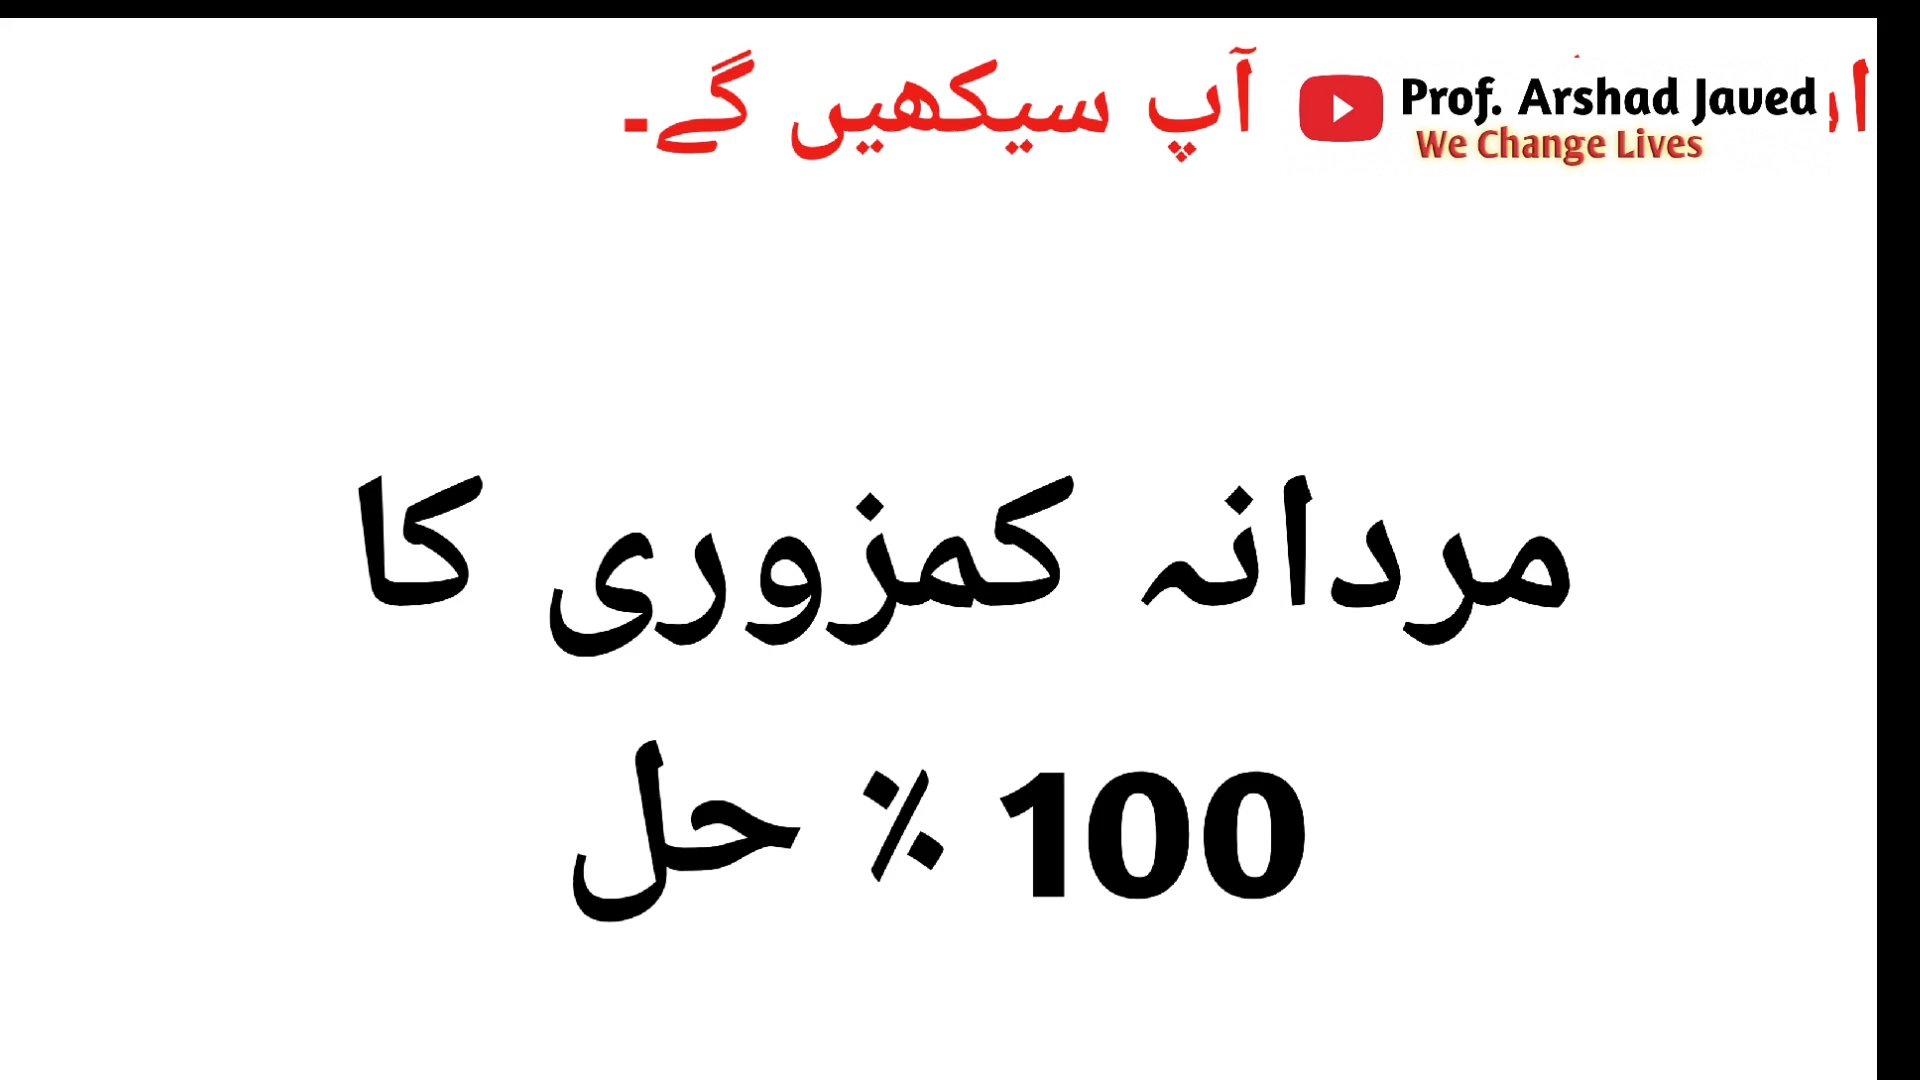 آپ سیکھیں گے۔
Prof. Arshad Javed
We Change Lives
مردانہ کمزوری کا
100 ٪ حل